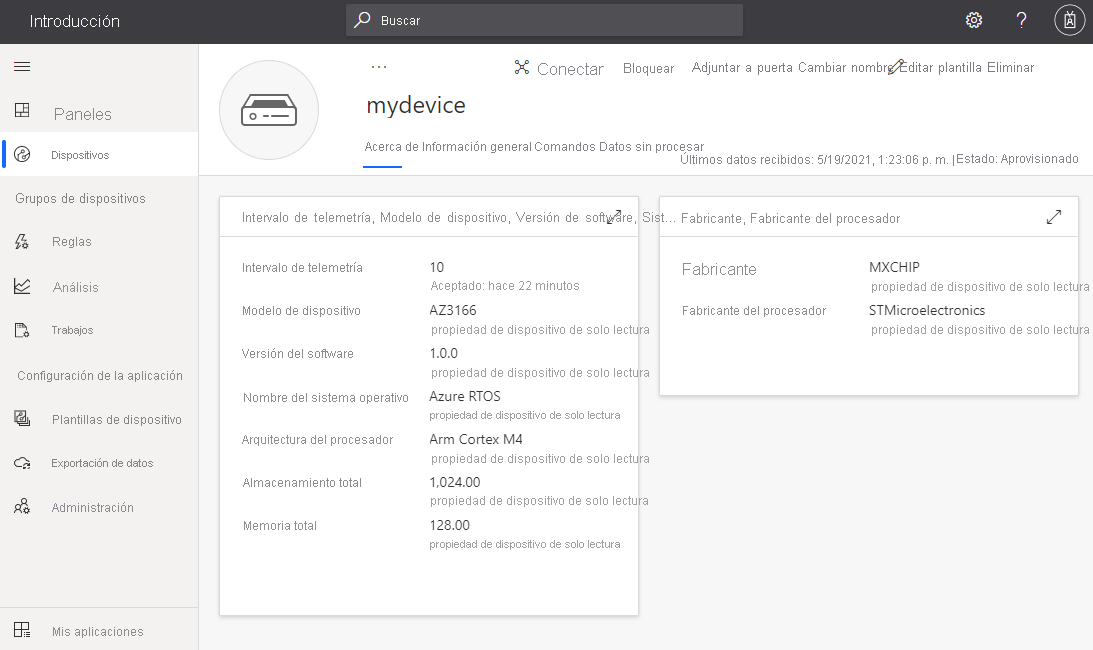 Introducción
Buscar
Paneles
Dispositivos
Grupos de dispositivos
Reglas
Análisis
Trabajos
Configuración de la aplicación
Plantillas de dispositivo
Exportación de datos
Administración
Mis aplicaciones
... Conectar Bloquear Adjuntar a puerta Cambiar nombre Editar plantilla Eliminar
mydevice
Acerca de Información general Comandos Datos sin procesar
Últimos datos recibidos: 5/19/2021, 1:23:06 p. m. | Estado: Aprovisionado
Intervalo de telemetría, Modelo de dispositivo, Versión de software, Sist...
Intervalo de telemetría 10
Aceptado: hace 22 minutos
Modelo de dispositivo AZ3166
propiedad de dispositivo de solo lectura
Versión del software 1.0.0
propiedad de dispositivo de solo lectura
Nombre del sistema operativo Azure RTOS
propiedad de dispositivo de solo lectura
Arquitectura del procesador Arm Cortex M4
propiedad de dispositivo de solo lectura
Almacenamiento total 1,024.00
propiedad de dispositivo de solo lectura
Memoria total 128.00
propiedad de dispositivo de solo lectura
Fabricante, Fabricante del procesador
Fabricante MXCHIP
propiedad de dispositivo de solo lectura
Fabricante del procesador STMicroelectronics
propiedad de dispositivo de solo lectura